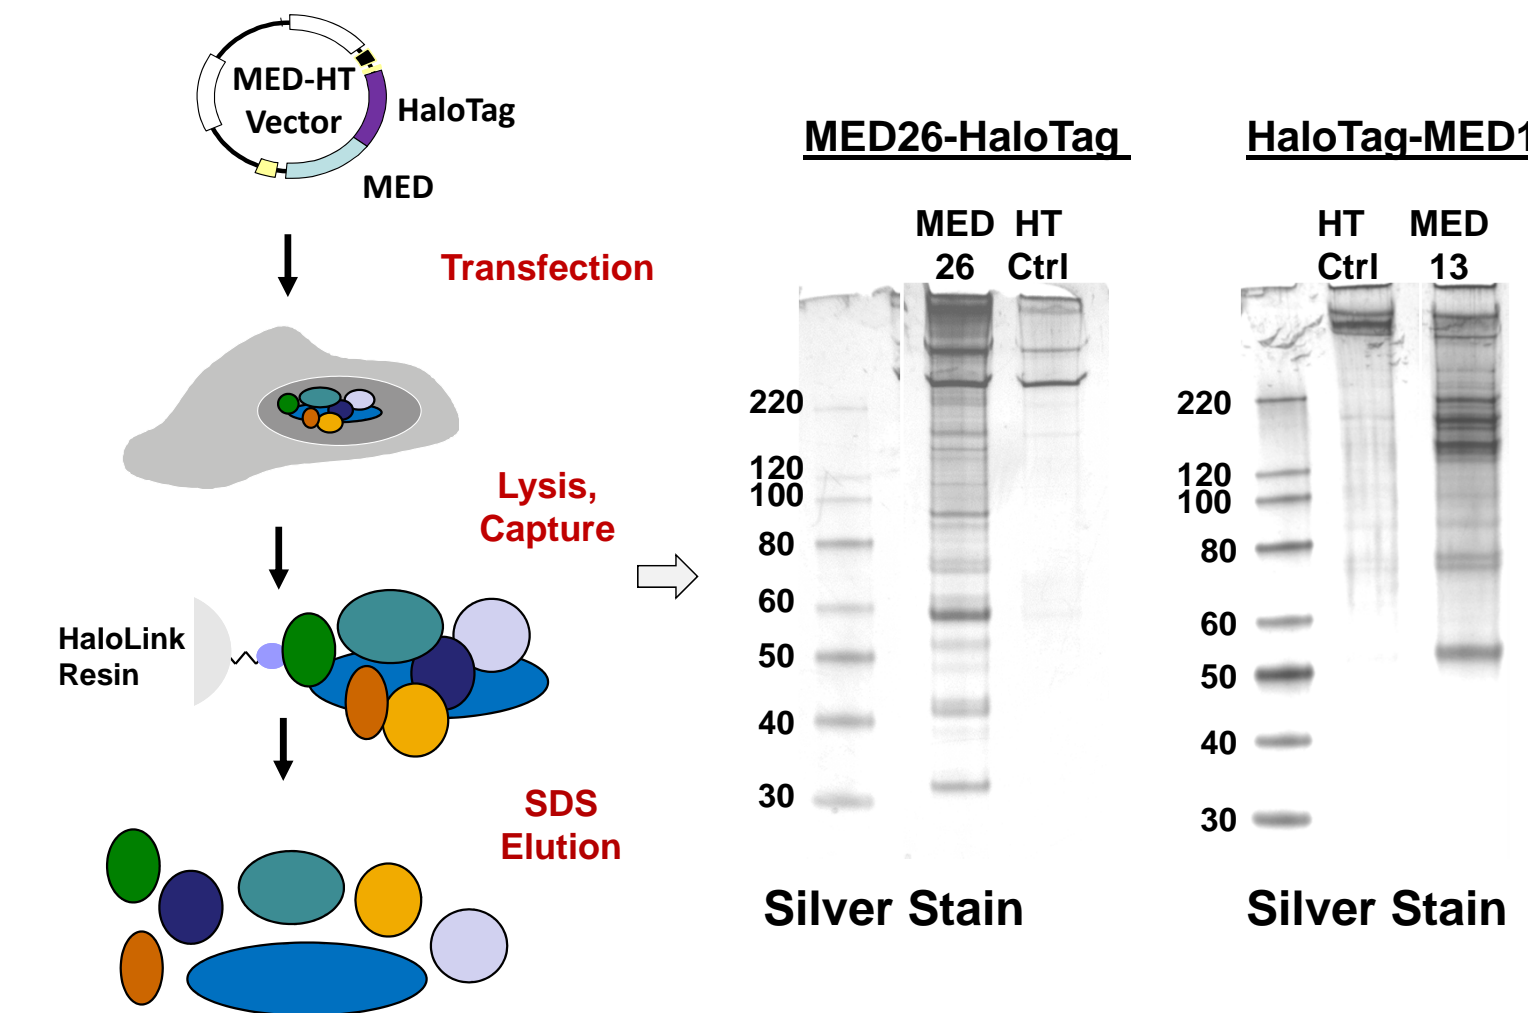 MED-HT
Vector
HaloTag
MED
Transfection
Lysis,
Capture
HaloLink
Resin
SDS
Elution
MED26-HaloTag
MED HT
26 Ctrl
220
120
100
80
60
50
40
30
Silver Stain
HaloTag-MED1
HT MED
Ctrl 13
220
120
100
80
60
50
40
30
Silver Stain